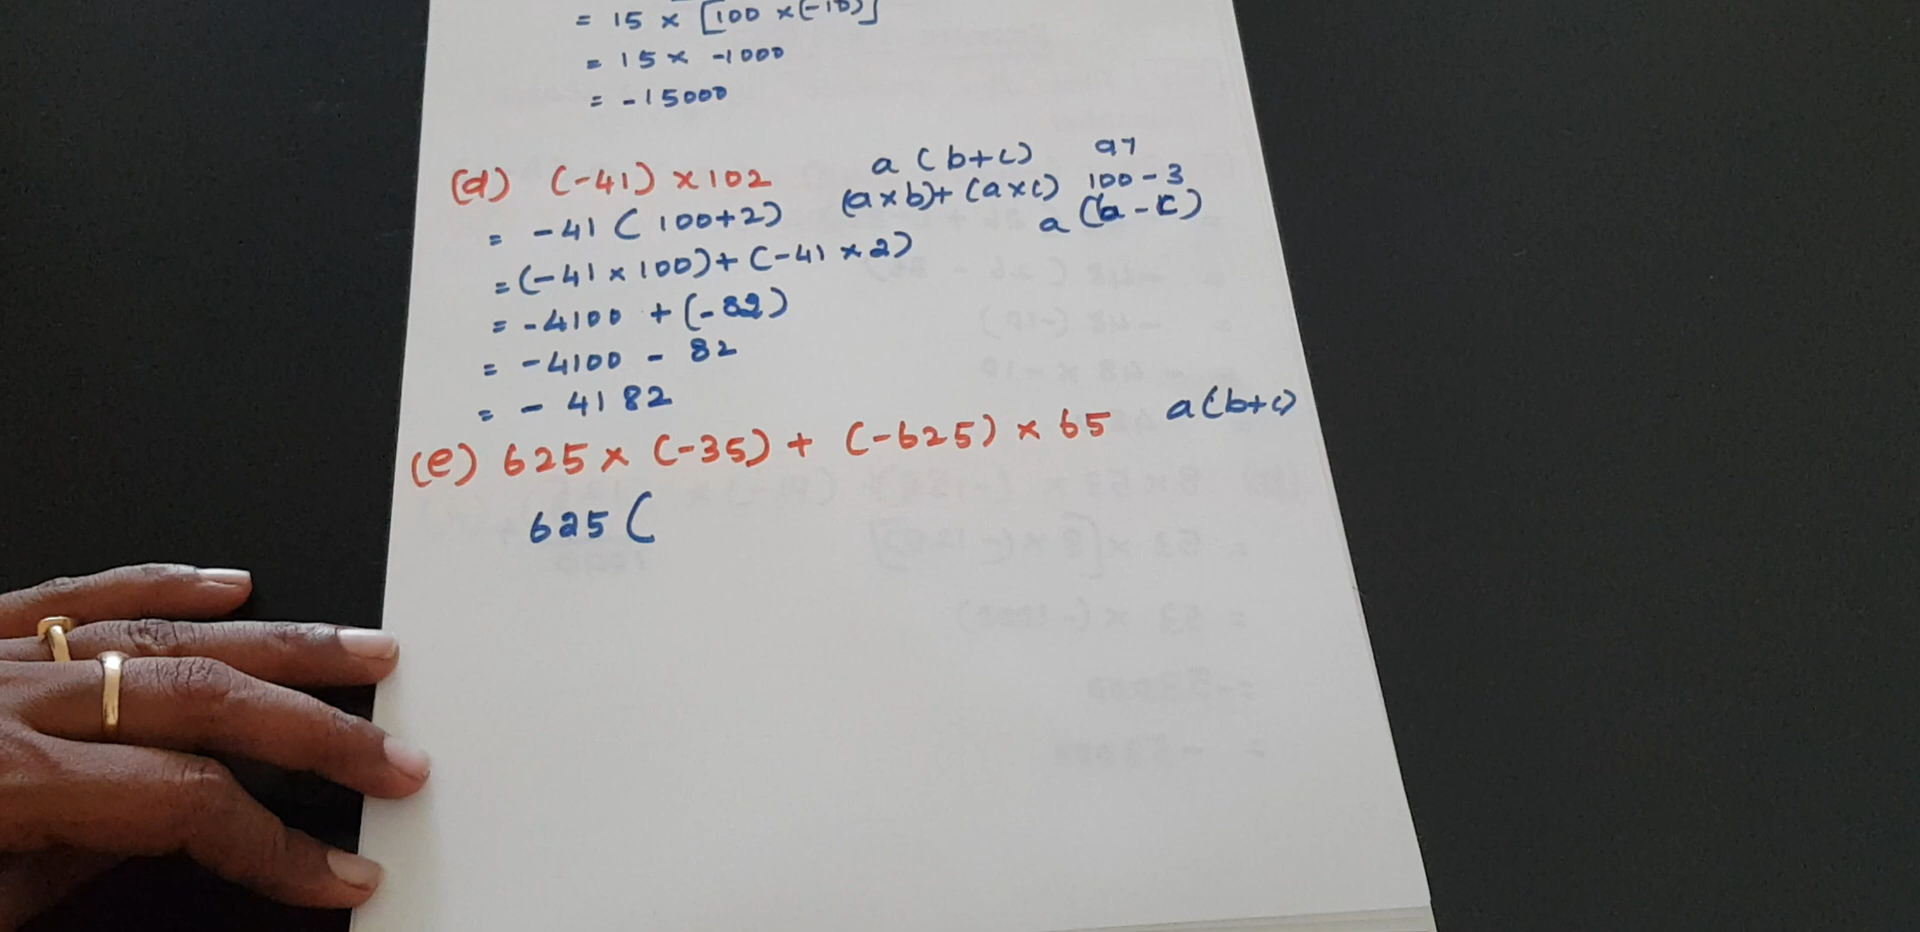 = 15 × [100 × (-10)]
= 15 × -1000
= -15000
(d) (-41) × 102
a (b+c)
97
= -41 (100+2)
(a×b) + (a×c)
100 - 3
a (b - c)
= (-41 × 100) + (-41 × 2)
= -4100 + (-82)
= -4100 - 82
= - 4182
(e) 625 × (-35) + (-625) × 65
a(b+c)
625 (